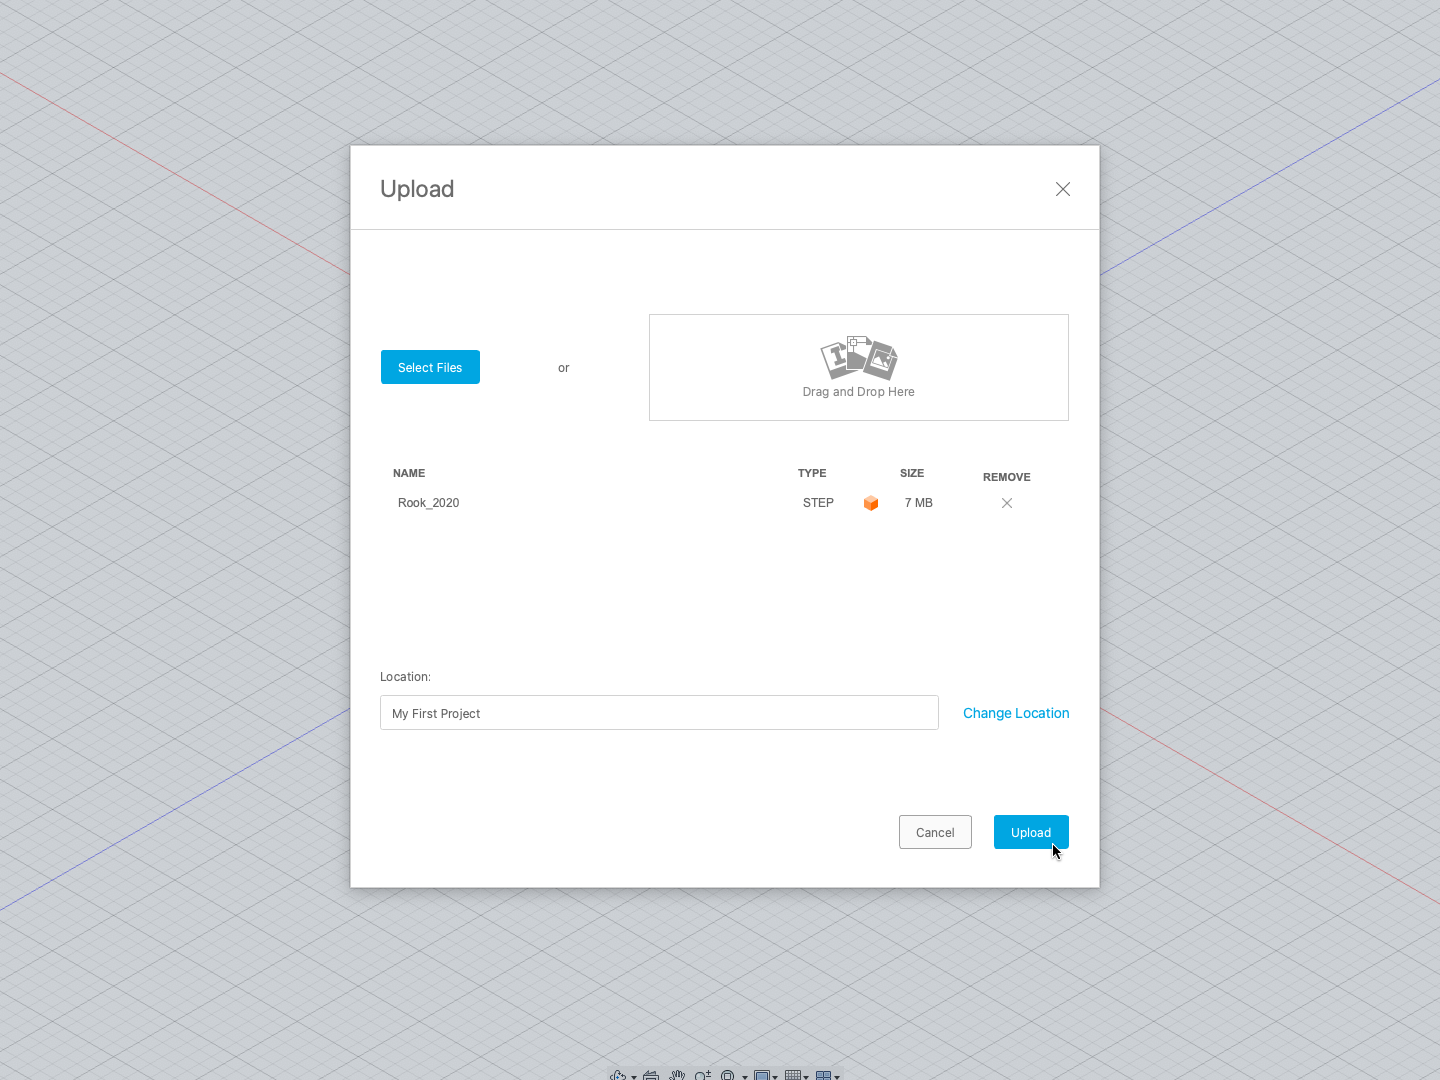 Upload
Select Files
or
Drag and Drop Here
NAME TYPE SIZE REMOVE
Rook_2020 STEP 7 MB
Location:
My First Project
Change Location
Cancel
Upload